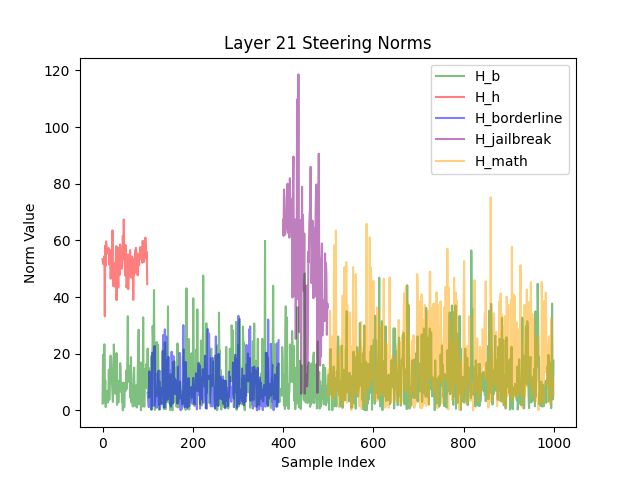 Layer 21 Steering Norms
120
100
80
60
40
20
0
Norm Value
H_b
H_h
H_borderline
H_jailbreak
H_math
0
200
400
600
800
1000
Sample Index